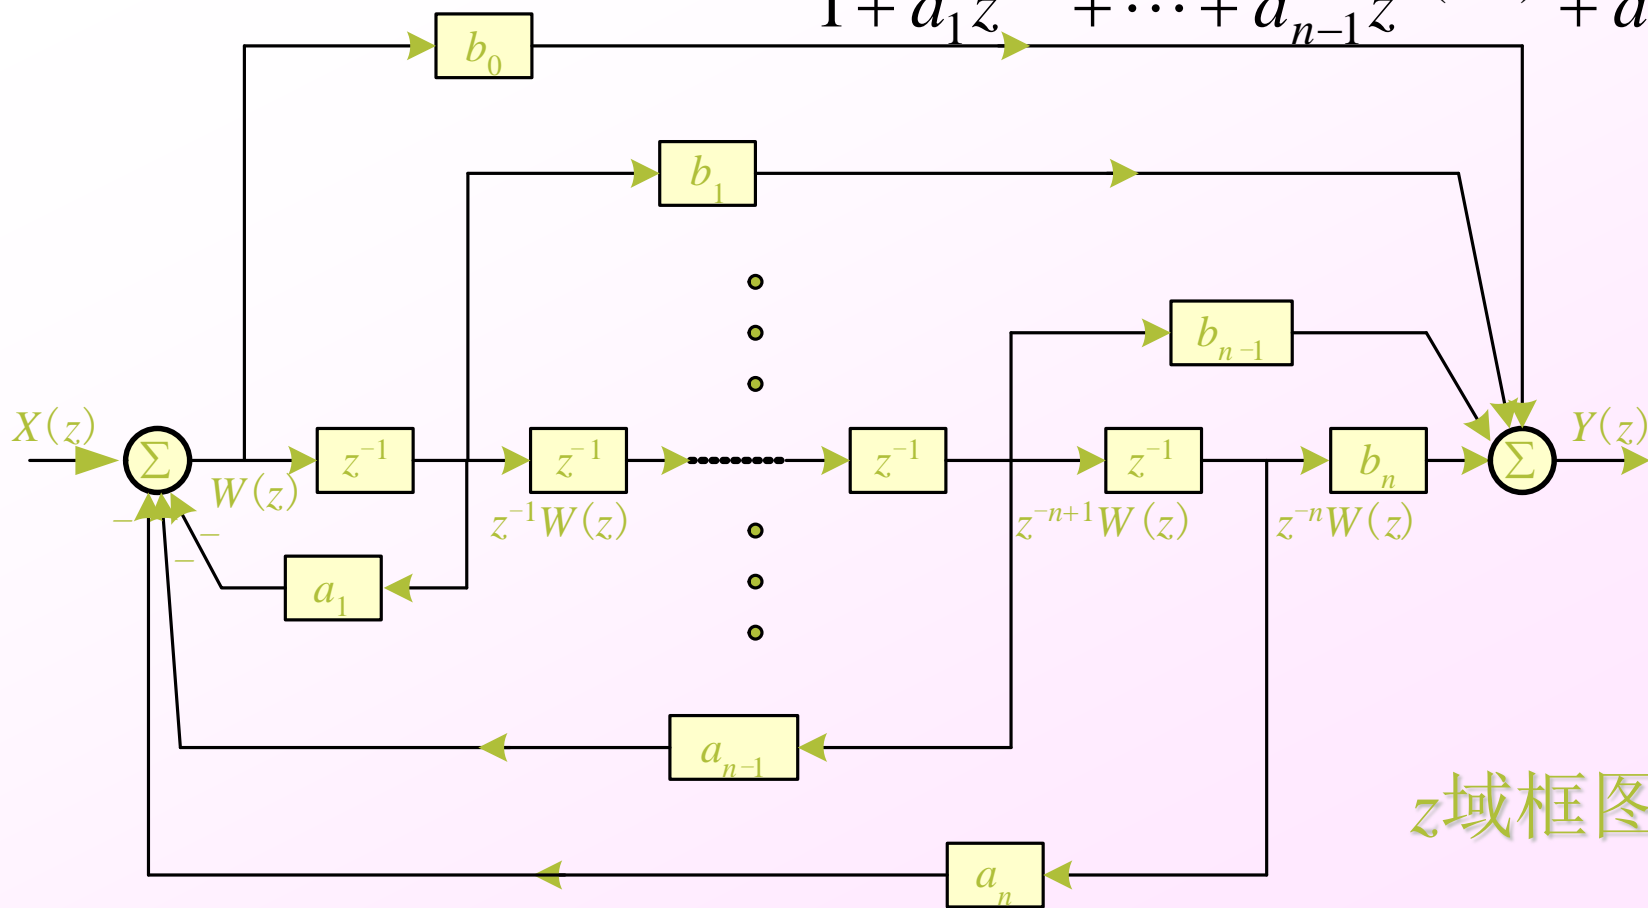 1 + a₁z + ⋯ + aₙ₋₁z + a
b₀
b₁
bₙ₋₁
X(z)
Σ
W(z)
z⁻¹
z⁻¹
z⁻¹W(z)
z⁻¹
z⁻ⁿ⁺¹W(z)
z⁻¹
z⁻ⁿW(z)
bₙ
Σ
Y(z)
−
−
−
a₁
aₙ₋₁
z域框图
aₙ